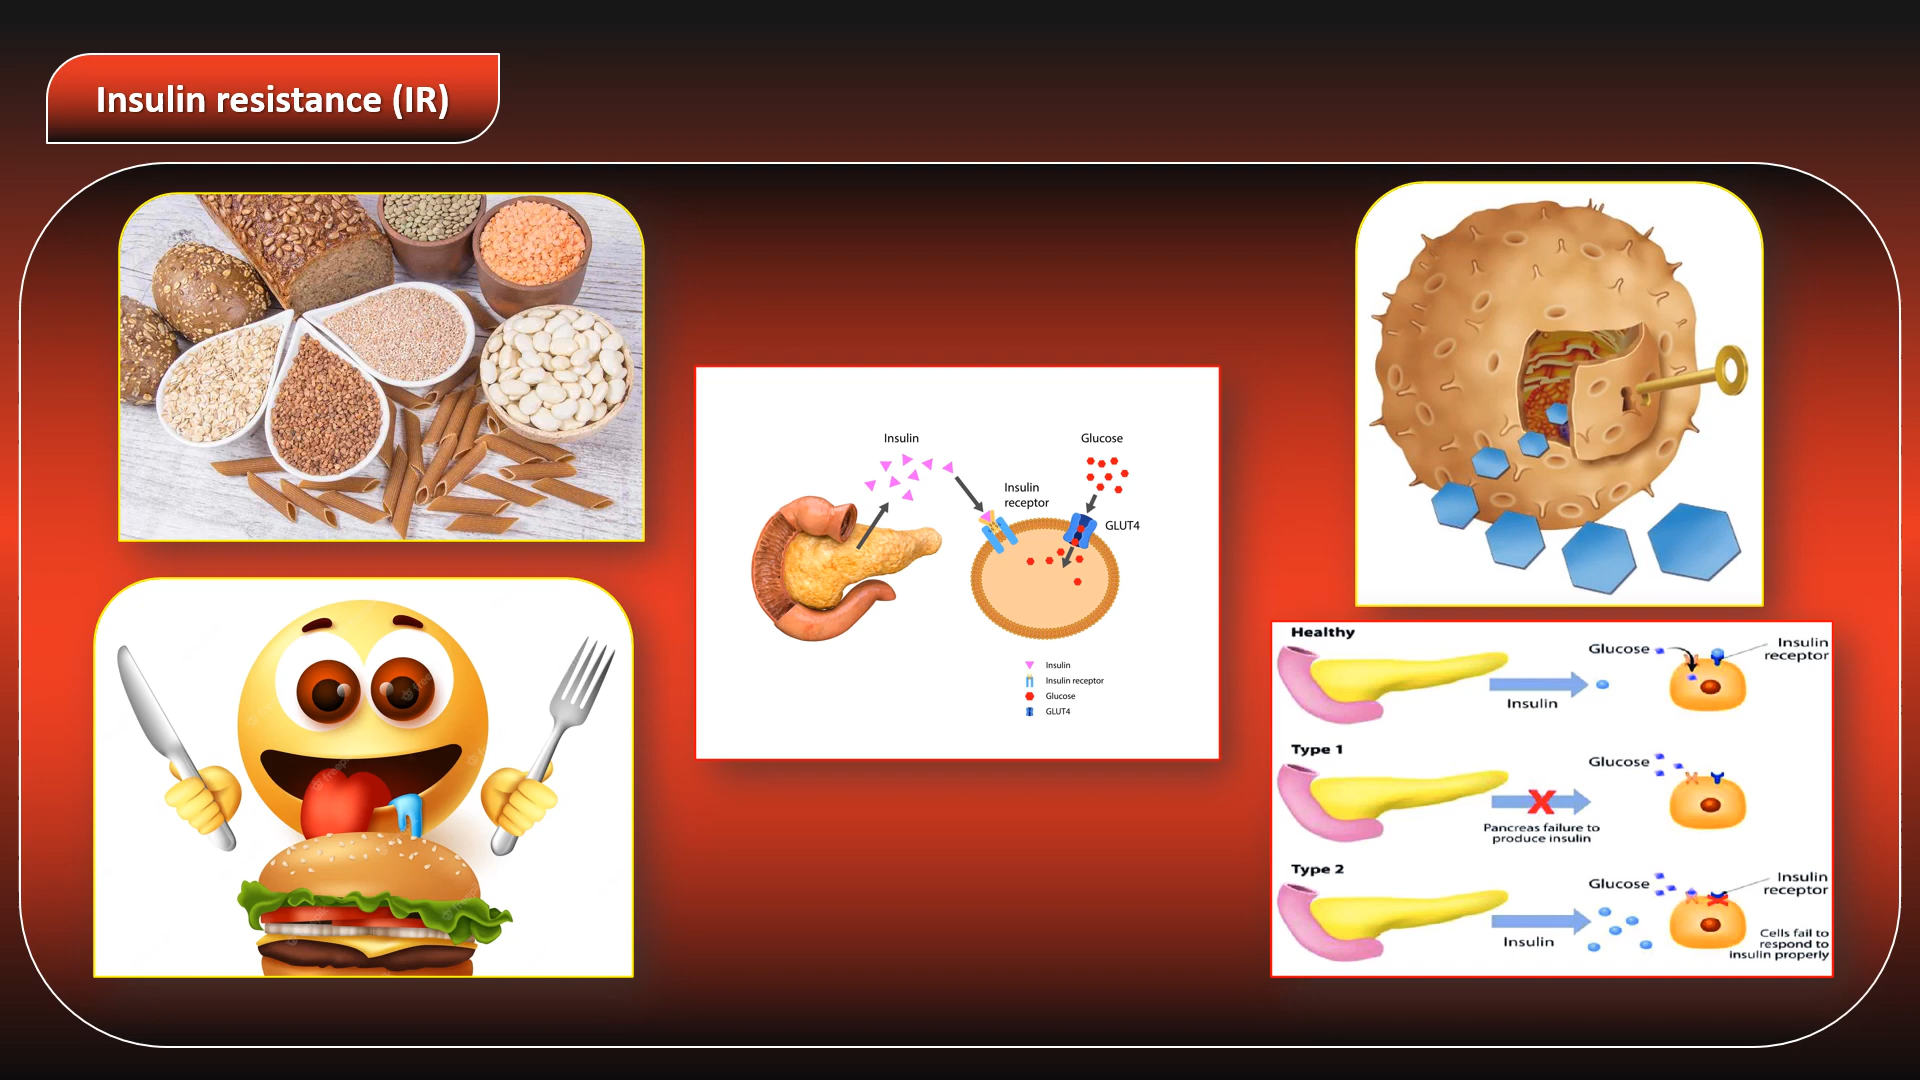 Insulin resistance (IR)
Insulin
Glucose
Insulin
receptor
GLUT4
Insulin
Insulin receptor
Glucose
GLUT4
Healthy
Glucose
Insulin
receptor
Insulin
Type 1
Glucose
Pancreas failure to
produce insulin
Type 2
Glucose
Insulin
receptor
Insulin
Cells fail to
respond to
insulin properly